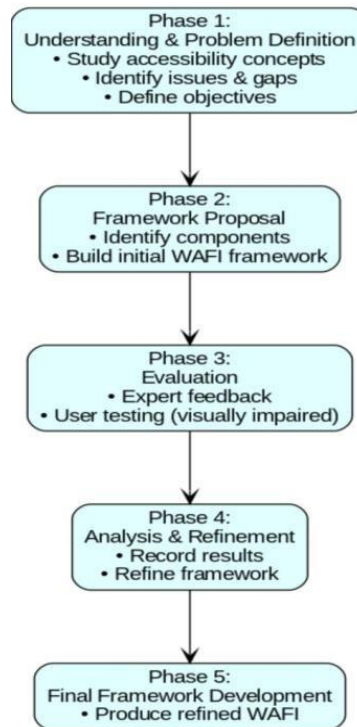 Phase 1:
Understanding & Problem Definition
• Study accessibility concepts
• Identify issues & gaps
• Define objectives
Phase 2:
Framework Proposal
• Identify components
• Build initial WAFI framework
Phase 3:
Evaluation
• Expert feedback
• User testing (visually impaired)
Phase 4:
Analysis & Refinement
• Record results
• Refine framework
Phase 5:
Final Framework Development
• Produce refined WAFI